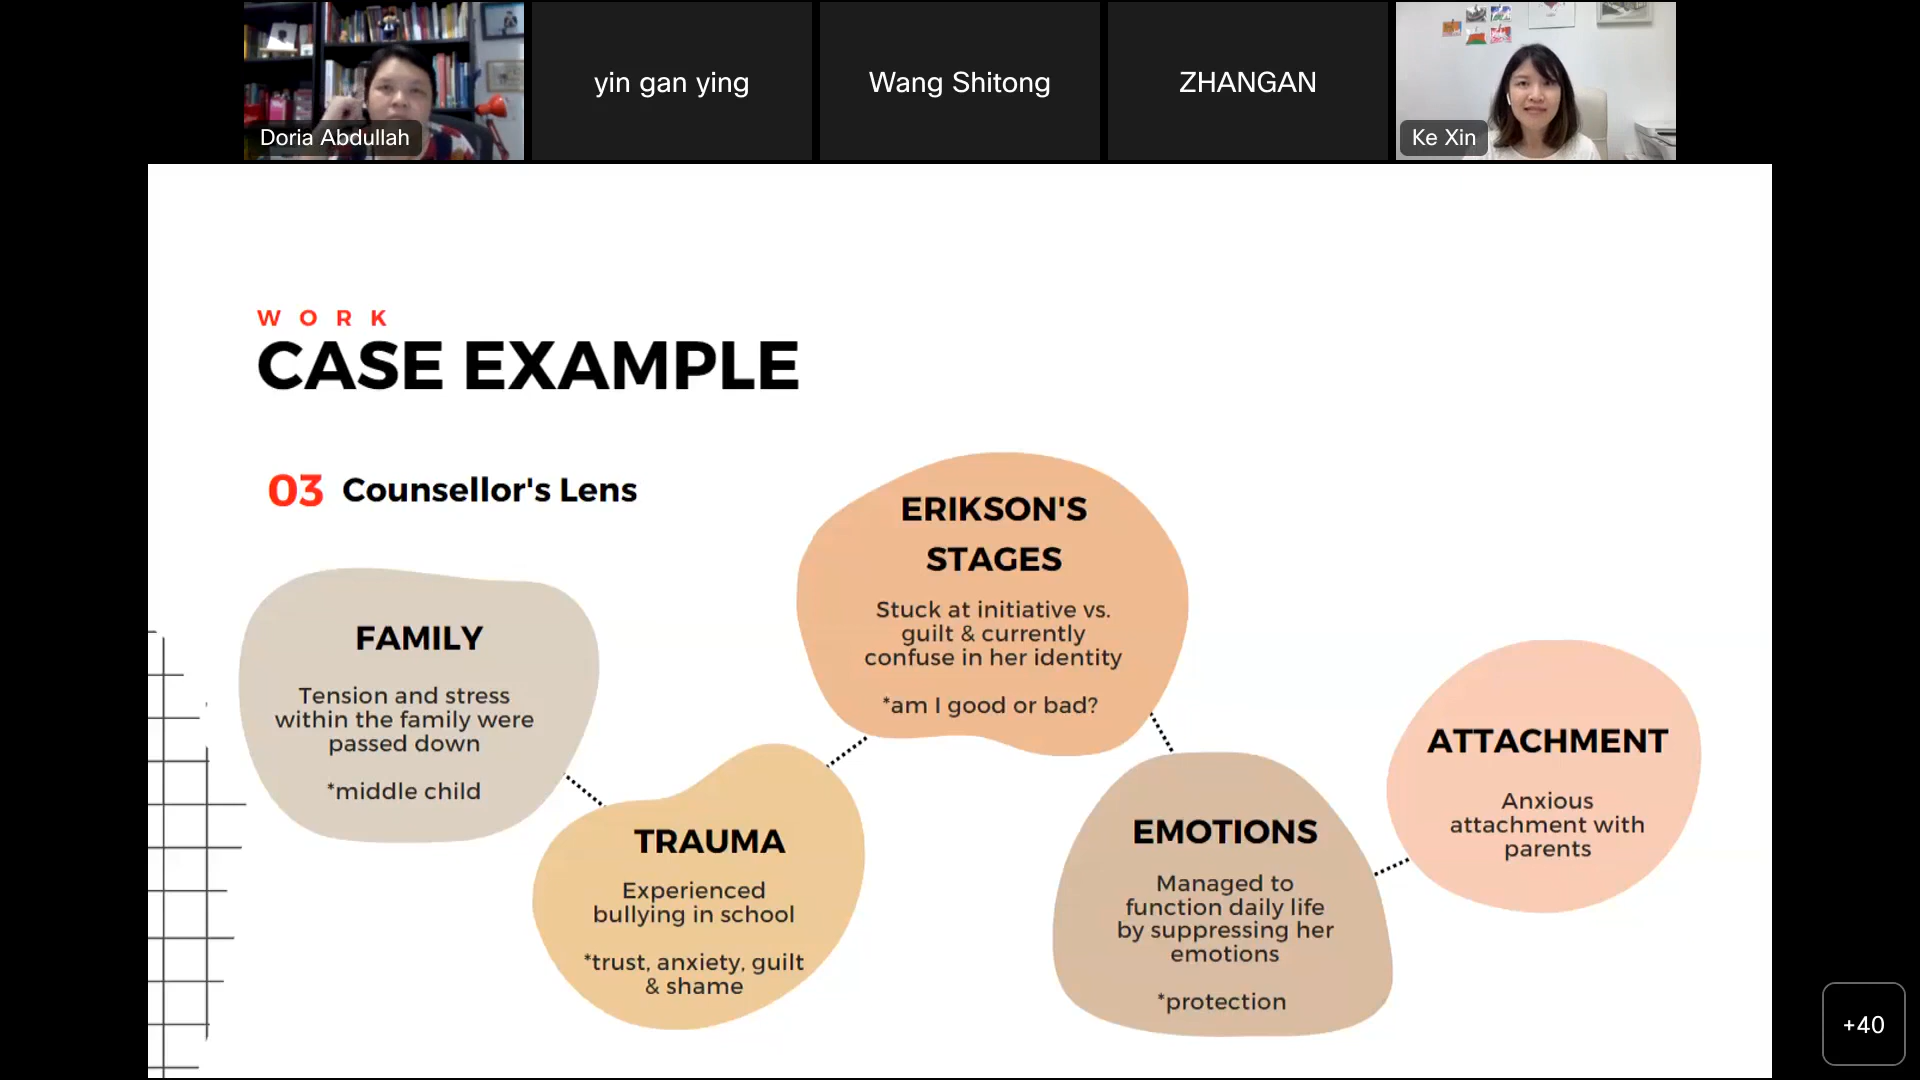 Doria Abdullah
yin gan ying
Wang Shitong
ZHANGAN
Ke Xin
WORK
CASE EXAMPLE
03 Counsellor's Lens
FAMILY
Tension and stress
within the family were
passed down
*middle child
TRAUMA
Experienced
bullying in school
*trust, anxiety, guilt
& shame
ERIKSON'S
STAGES
Stuck at initiative vs.
guilt & currently
confuse in her identity
*am I good or bad?
EMOTIONS
Managed to
function daily life
by suppressing her
emotions
*protection
ATTACHMENT
Anxious
attachment with
parents
+40